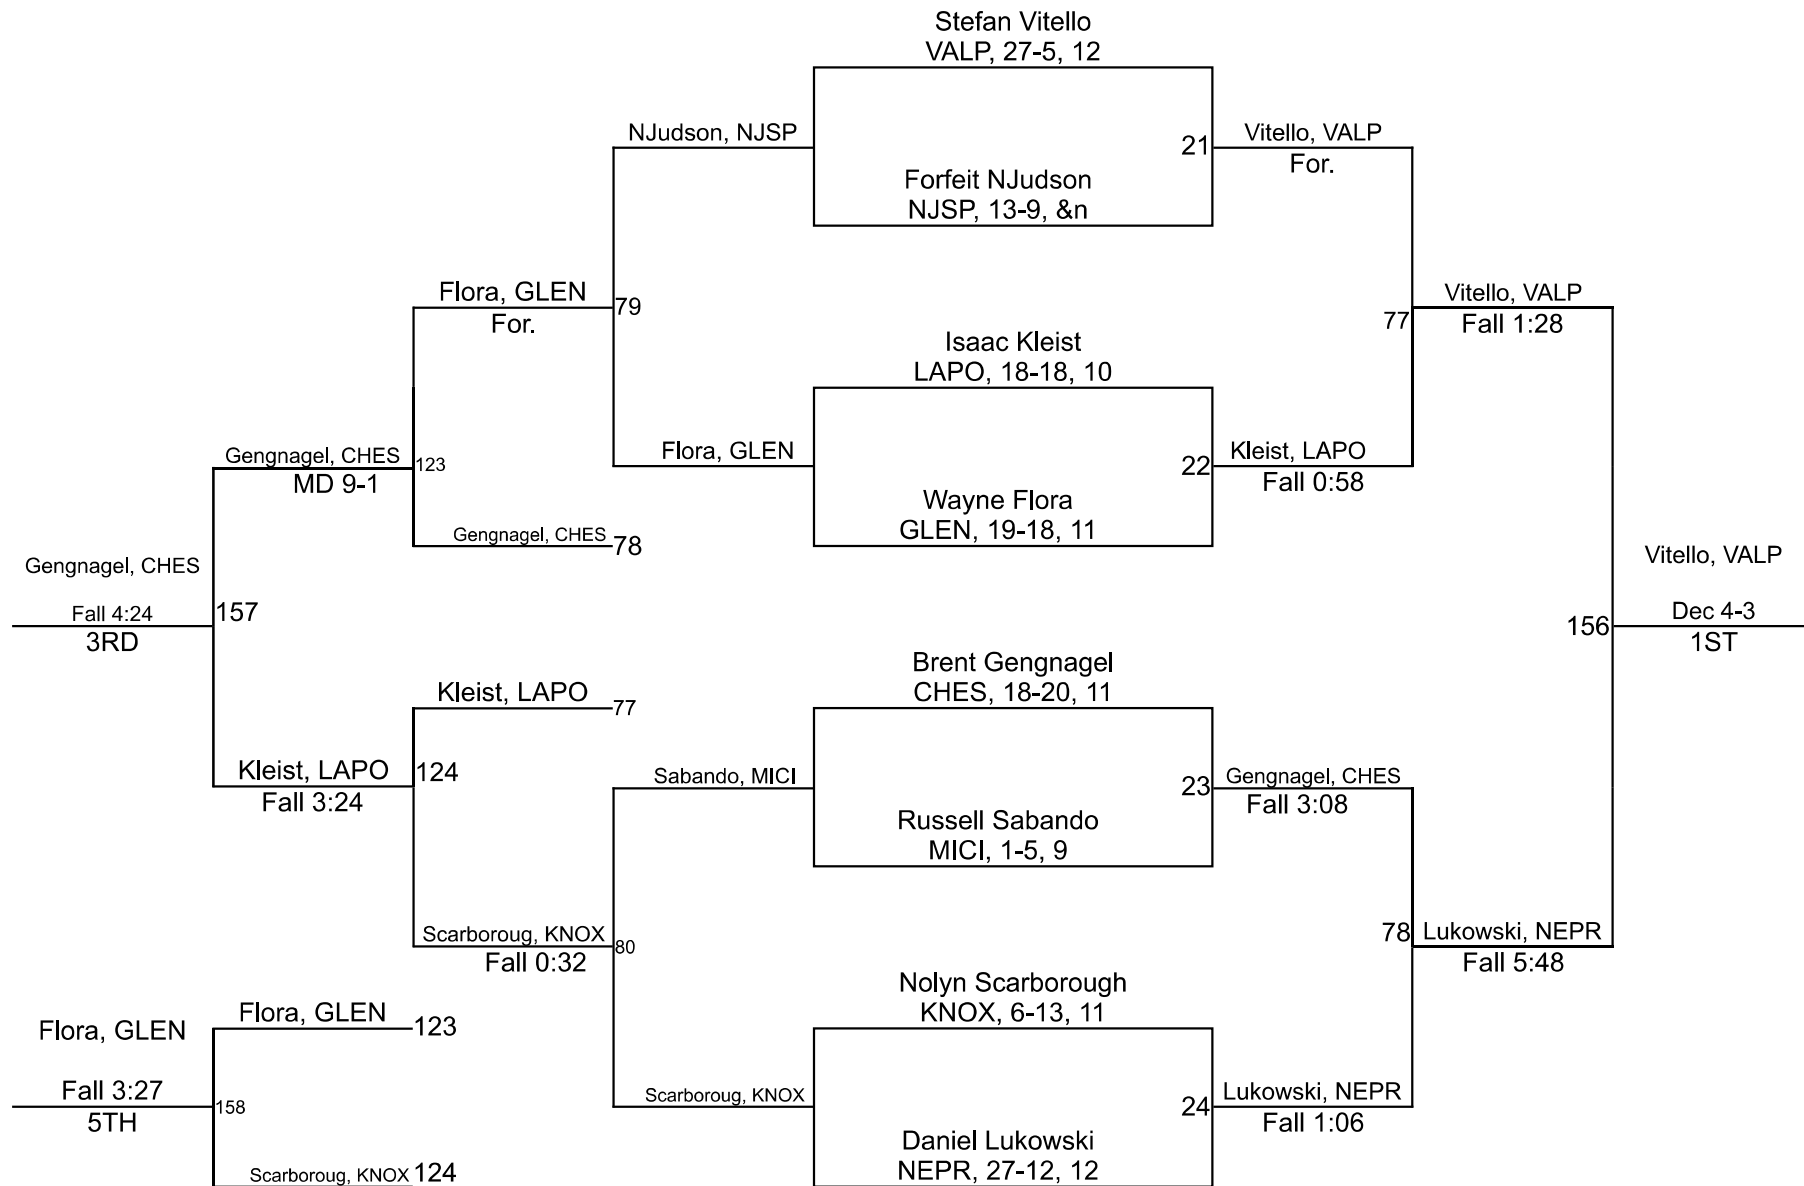 Stefan Vitello
VALP, 27-5, 12
NJudson, NJSP
21
Vitello, VALP
For.
Forfeit NJudson
NJSP, 13-9, &n
Flora, GLEN
For.
79
77
Vitello, VALP
Fall 1:28
Isaac Kleist
LAPO, 18-18, 10
Gengnagel, CHES
MD 9-1
123
Flora, GLEN
22
Kleist, LAPO
Fall 0:58
Wayne Flora
GLEN, 19-18, 11
Gengnagel, CHES
78
Gengnagel, CHES
Fall 4:24
3RD
157
156
Vitello, VALP
Dec 4-3
1ST
Brent Gengnagel
CHES, 18-20, 11
Kleist, LAPO
77
Kleist, LAPO
Fall 3:24
124
Sabando, MICI
23
Gengnagel, CHES
Fall 3:08
Russell Sabando
MICI, 1-5, 9
Scarboroug, KNOX
Fall 0:32
80
78
Lukowski, NEPR
Fall 5:48
Nolyn Scarborough
KNOX, 6-13, 11
Flora, GLEN
Fall 3:27
5TH
Flora, GLEN
123
158
Scarboroug, KNOX
24
Lukowski, NEPR
Fall 1:06
Daniel Lukowski
NEPR, 27-12, 12
Scarboroug, KNOX
124